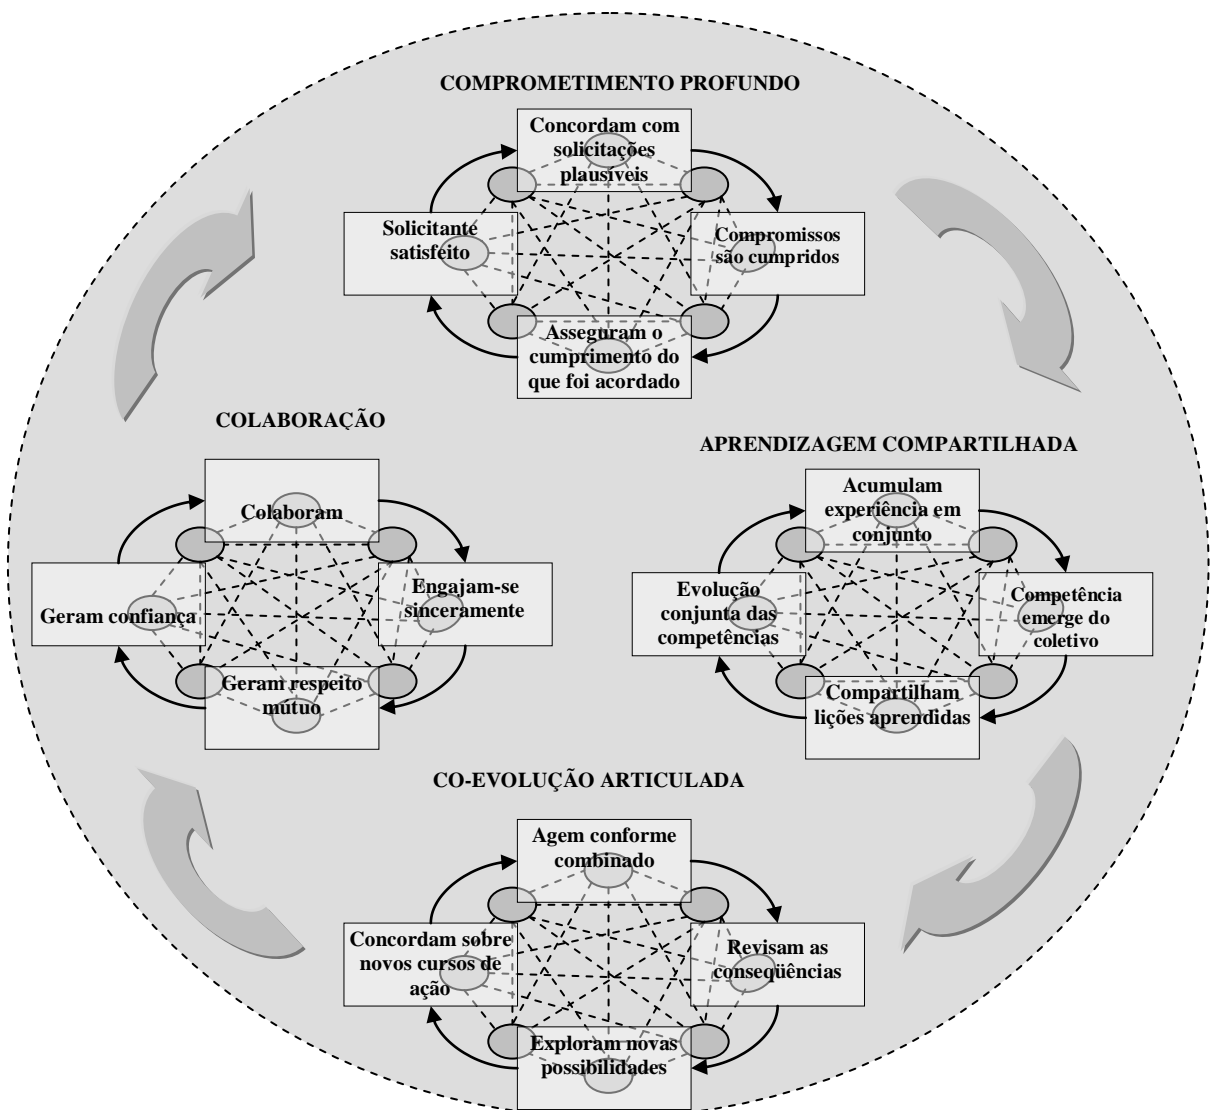 COMPROMETIMENTO PROFUNDO
Concordam com
solicitações
plausíveis
Solicitante
satisfeito
Compromissos
são cumpridos
Asseguram o
cumprimento do
que foi acordado
COLABORAÇÃO
Colaboram
Geram confiança
Engajam-se
sinceramente
Geram respeito
mútuo
APRENDIZAGEM COMPARTILHADA
Acumulam
experiência em
conjunto
Evolução
conjunta das
competências
Competência
emerge do
coletivo
Compartilham
lições aprendidas
CO-EVOLUÇÃO ARTICULADA
Agem conforme
combinado
Concordam sobre
novos cursos de
ação
Revisam as
conseqüências
Exploram novas
possibilidades